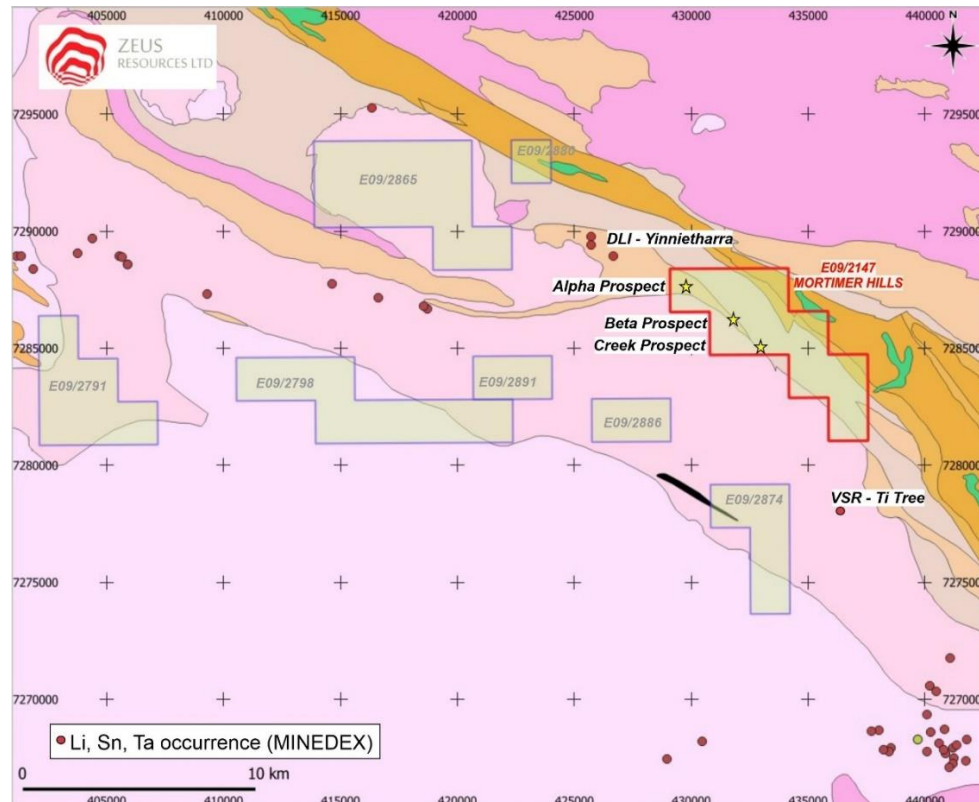 405000 410000 415000 420000 425000 430000 435000 440000
N
ZEUS
RESOURCES LTD
7295000 7295000
E09/2880
E09/2865
7290000 7290000
DLI - Yinnietharra
E09/2147
MORTIMER HILLS
Alpha Prospect
Beta Prospect
Creek Prospect
7285000 7285000
E09/2791
E09/2798
E09/2891
E09/2886
7280000 7280000
E09/2874
VSR - Ti Tree
7275000 7275000
7270000 7270000
Li, Sn, Ta occurrence (MINEDEX)
0 10 km
405000 410000 415000 420000 425000 430000 435000 440000